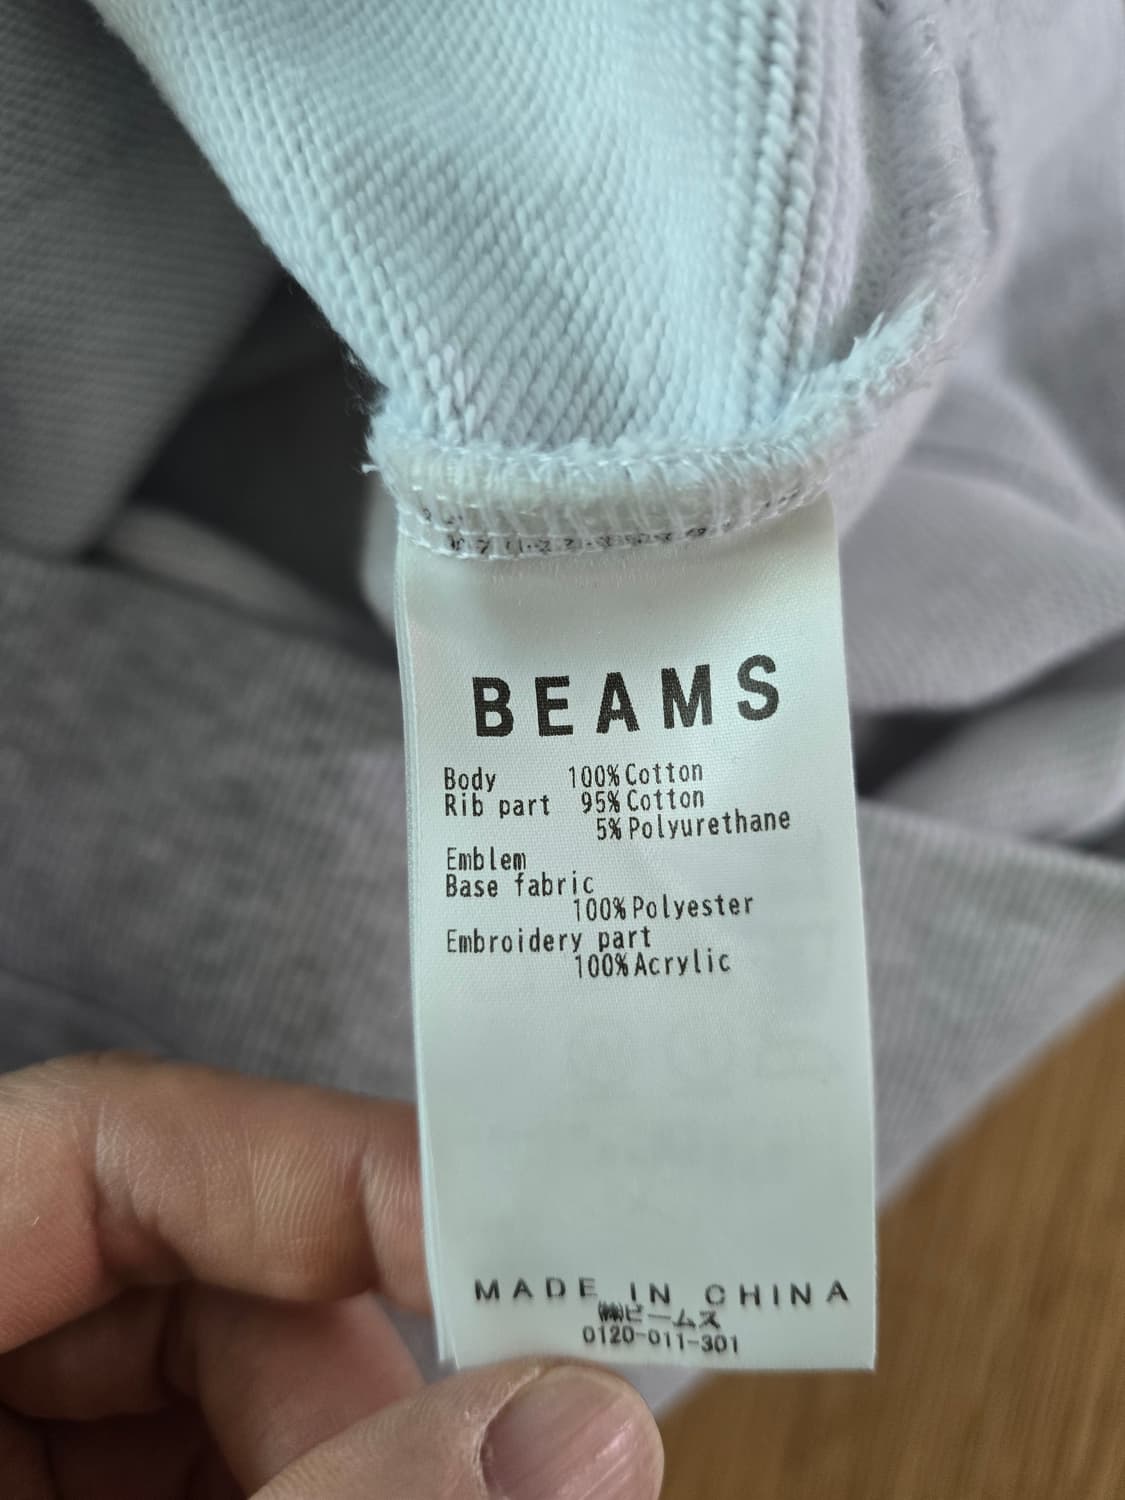 BEAMS
Body 100% Cotton
Rib part 95% Cotton
5% Polyurethane
Emblem
Base fabric
100% Polyester
Embroidery part
100% Acrylic
MADE IN CHINA
㈱ビームス
0120-011-301